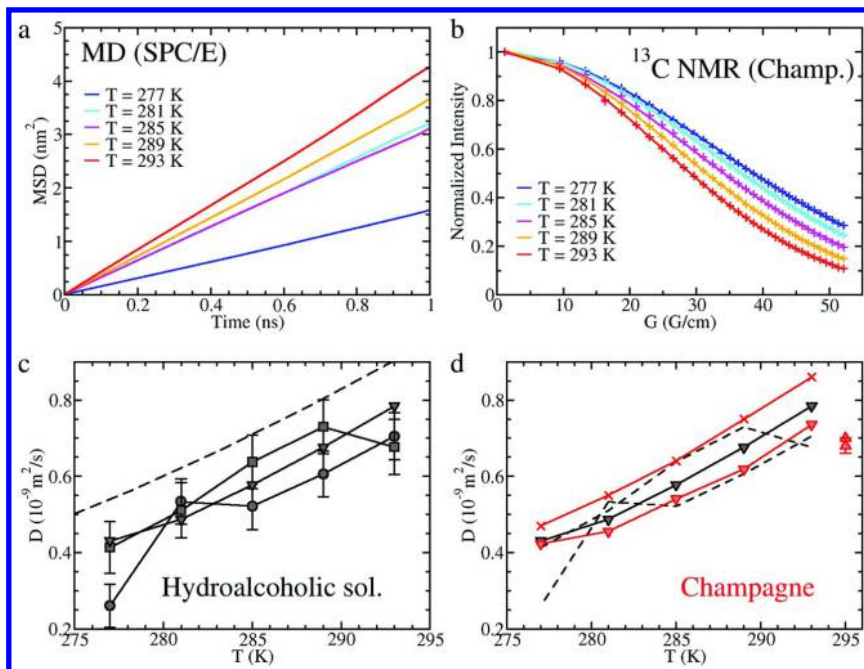 a
MD (SPC/E)
T = 277 K
T = 281 K
T = 285 K
T = 289 K
T = 293 K
MSD (nm²)
5
4
3
2
1
0
0 0.2 0.4 0.6 0.8 1
Time (ns)
b
¹³C NMR (Champ.)
T = 277 K
T = 281 K
T = 285 K
T = 289 K
T = 293 K
Normalized Intensity
1
0.8
0.6
0.4
0.2
0
0 10 20 30 40 50
G (G/cm)
c
Hydroalcoholic sol.
D (10⁻⁹m²/s)
0.8
0.6
0.4
0.2
275 280 285 290 295
T (K)
d
Champagne
D (10⁻⁹m²/s)
0.8
0.6
0.4
0.2
275 280 285 290 295
T (K)